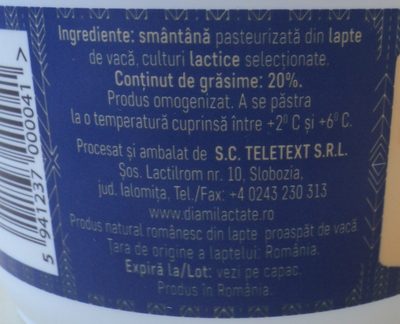 Ingrediente: smântână pasteurizată din lapte
de vacă, culturi lactice selecționate.
Conținut de grăsime: 20%.
Produs omogenizat. A se păstra
la o temperatură cuprinsă între +2⁰ C și +6⁰ C.
Procesat și ambalat de S.C. TELETEXT S.R.L.
Șos. Lactilrom nr. 10, Slobozia,
jud. Ialomița, Tel./Fax: +4 0243 230 313
www.diamilactate.ro
Produs natural românesc din lapte proaspăt de vacă
Țara de origine a laptelui: România.
Expiră la/Lot: vezi pe capac.
Produs în România.
5 941237 000041 >